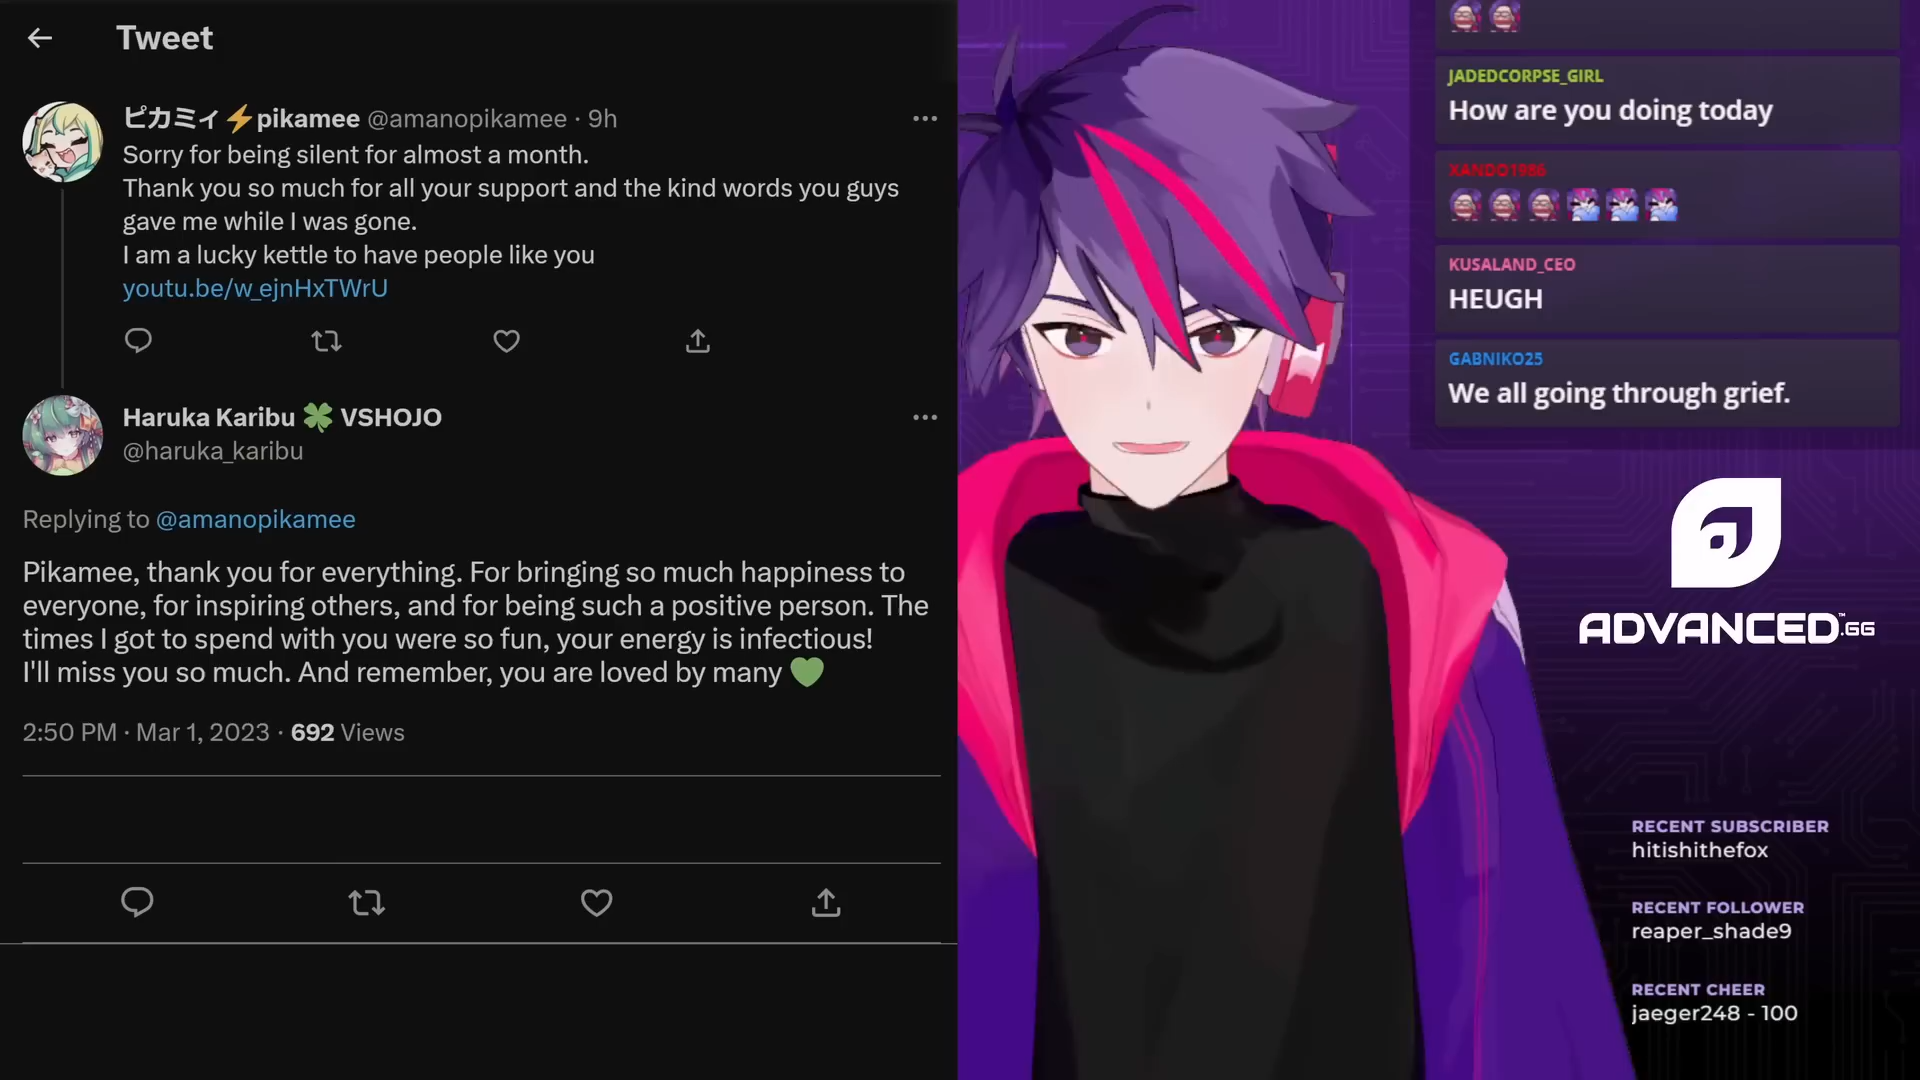 Tweet
ピカミィ⚡pikamee @amanopikamee · 9h
Sorry for being silent for almost a month.
Thank you so much for all your support and the kind words you guys
gave me while I was gone.
I am a lucky kettle to have people like you
youtu.be/w_ejnHxTWrU
Haruka Karibu 🍀 VSHOJO
@haruka_karibu
Replying to @amanopikamee
Pikamee, thank you for everything. For bringing so much happiness to
everyone, for inspiring others, and for being such a positive person. The
times I got to spend with you were so fun, your energy is infectious!
I'll miss you so much. And remember, you are loved by many 💚
2:50 PM · Mar 1, 2023 · 692 Views
JADEDCORPSE_GIRL
How are you doing today
XANDO1986
KUSALAND_CEO
HEUGH
GABNIKO25
We all going through grief.
ADVANCED™.GG
RECENT SUBSCRIBER
hitishithefox
RECENT FOLLOWER
reaper_shade9
RECENT CHEER
jaeger248 - 100